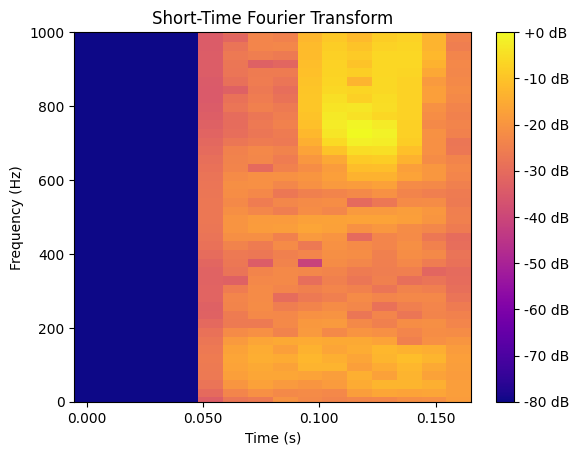 Short-Time Fourier Transform
1000
800
600
400
200
0
Frequency (Hz)
0.000
0.050
0.100
0.150
Time (s)
+0 dB
-10 dB
-20 dB
-30 dB
-40 dB
-50 dB
-60 dB
-70 dB
-80 dB